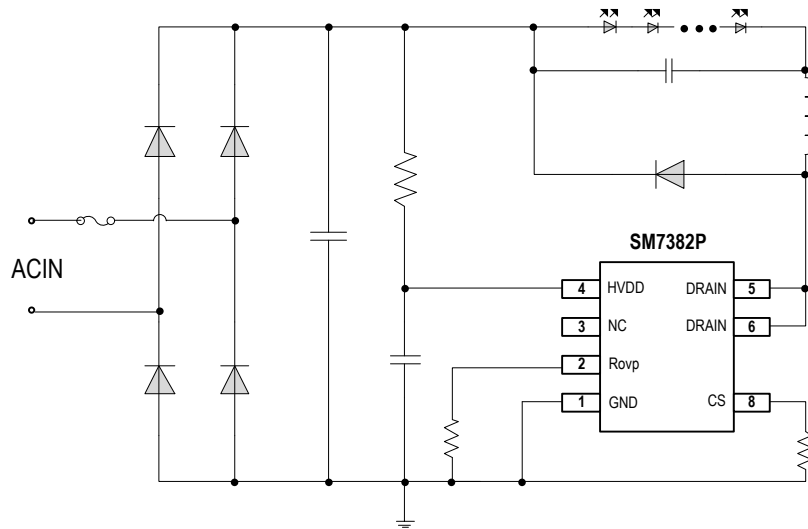 SM7382P
ACIN
4 HVDD DRAIN 5
3 NC DRAIN 6
2 Rovp
1 GND CS 8